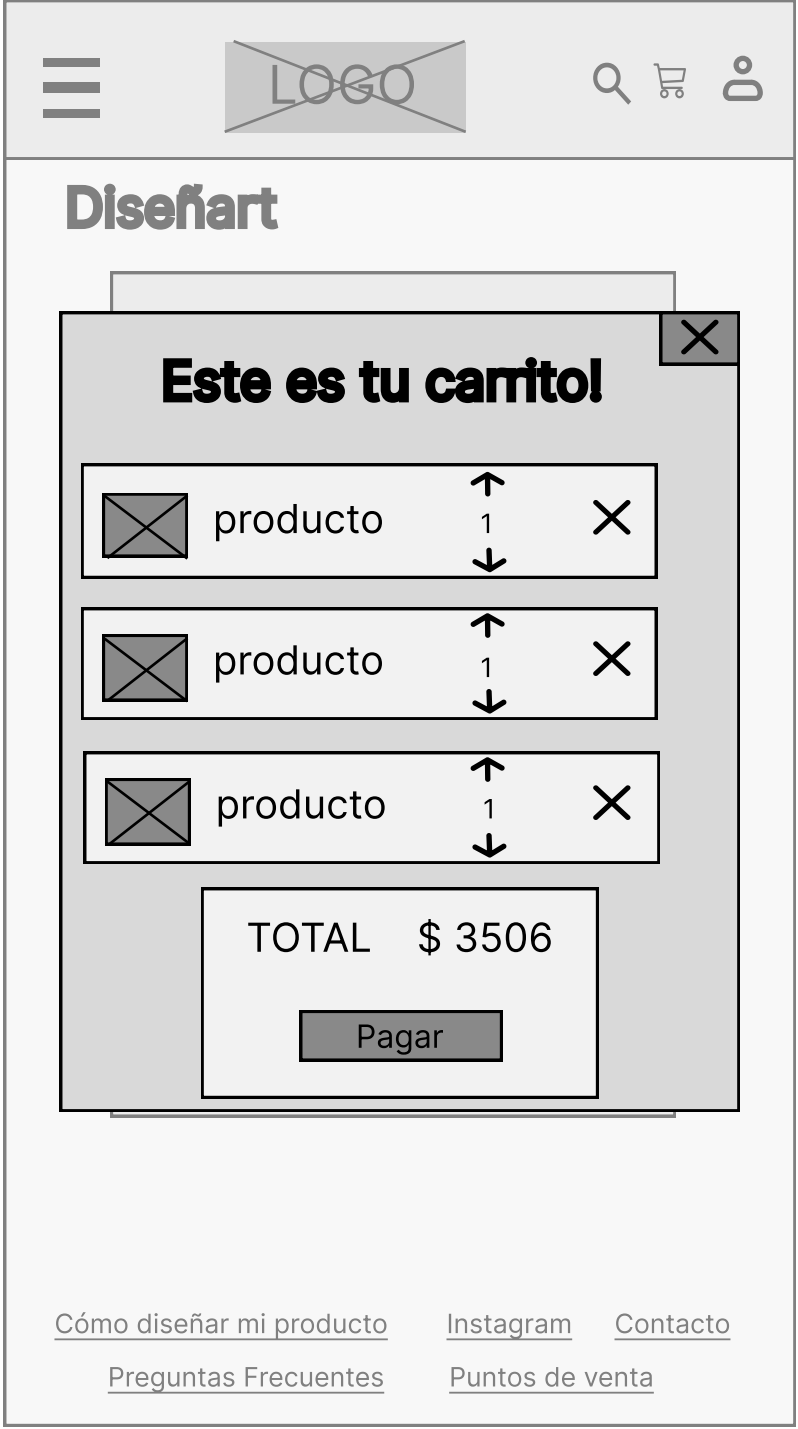 LOGO
Diseñart
Este es tu carrito!
producto 1
producto 1
producto 1
TOTAL $ 3506
Pagar
Cómo diseñar mi producto Instagram Contacto
Preguntas Frecuentes Puntos de venta